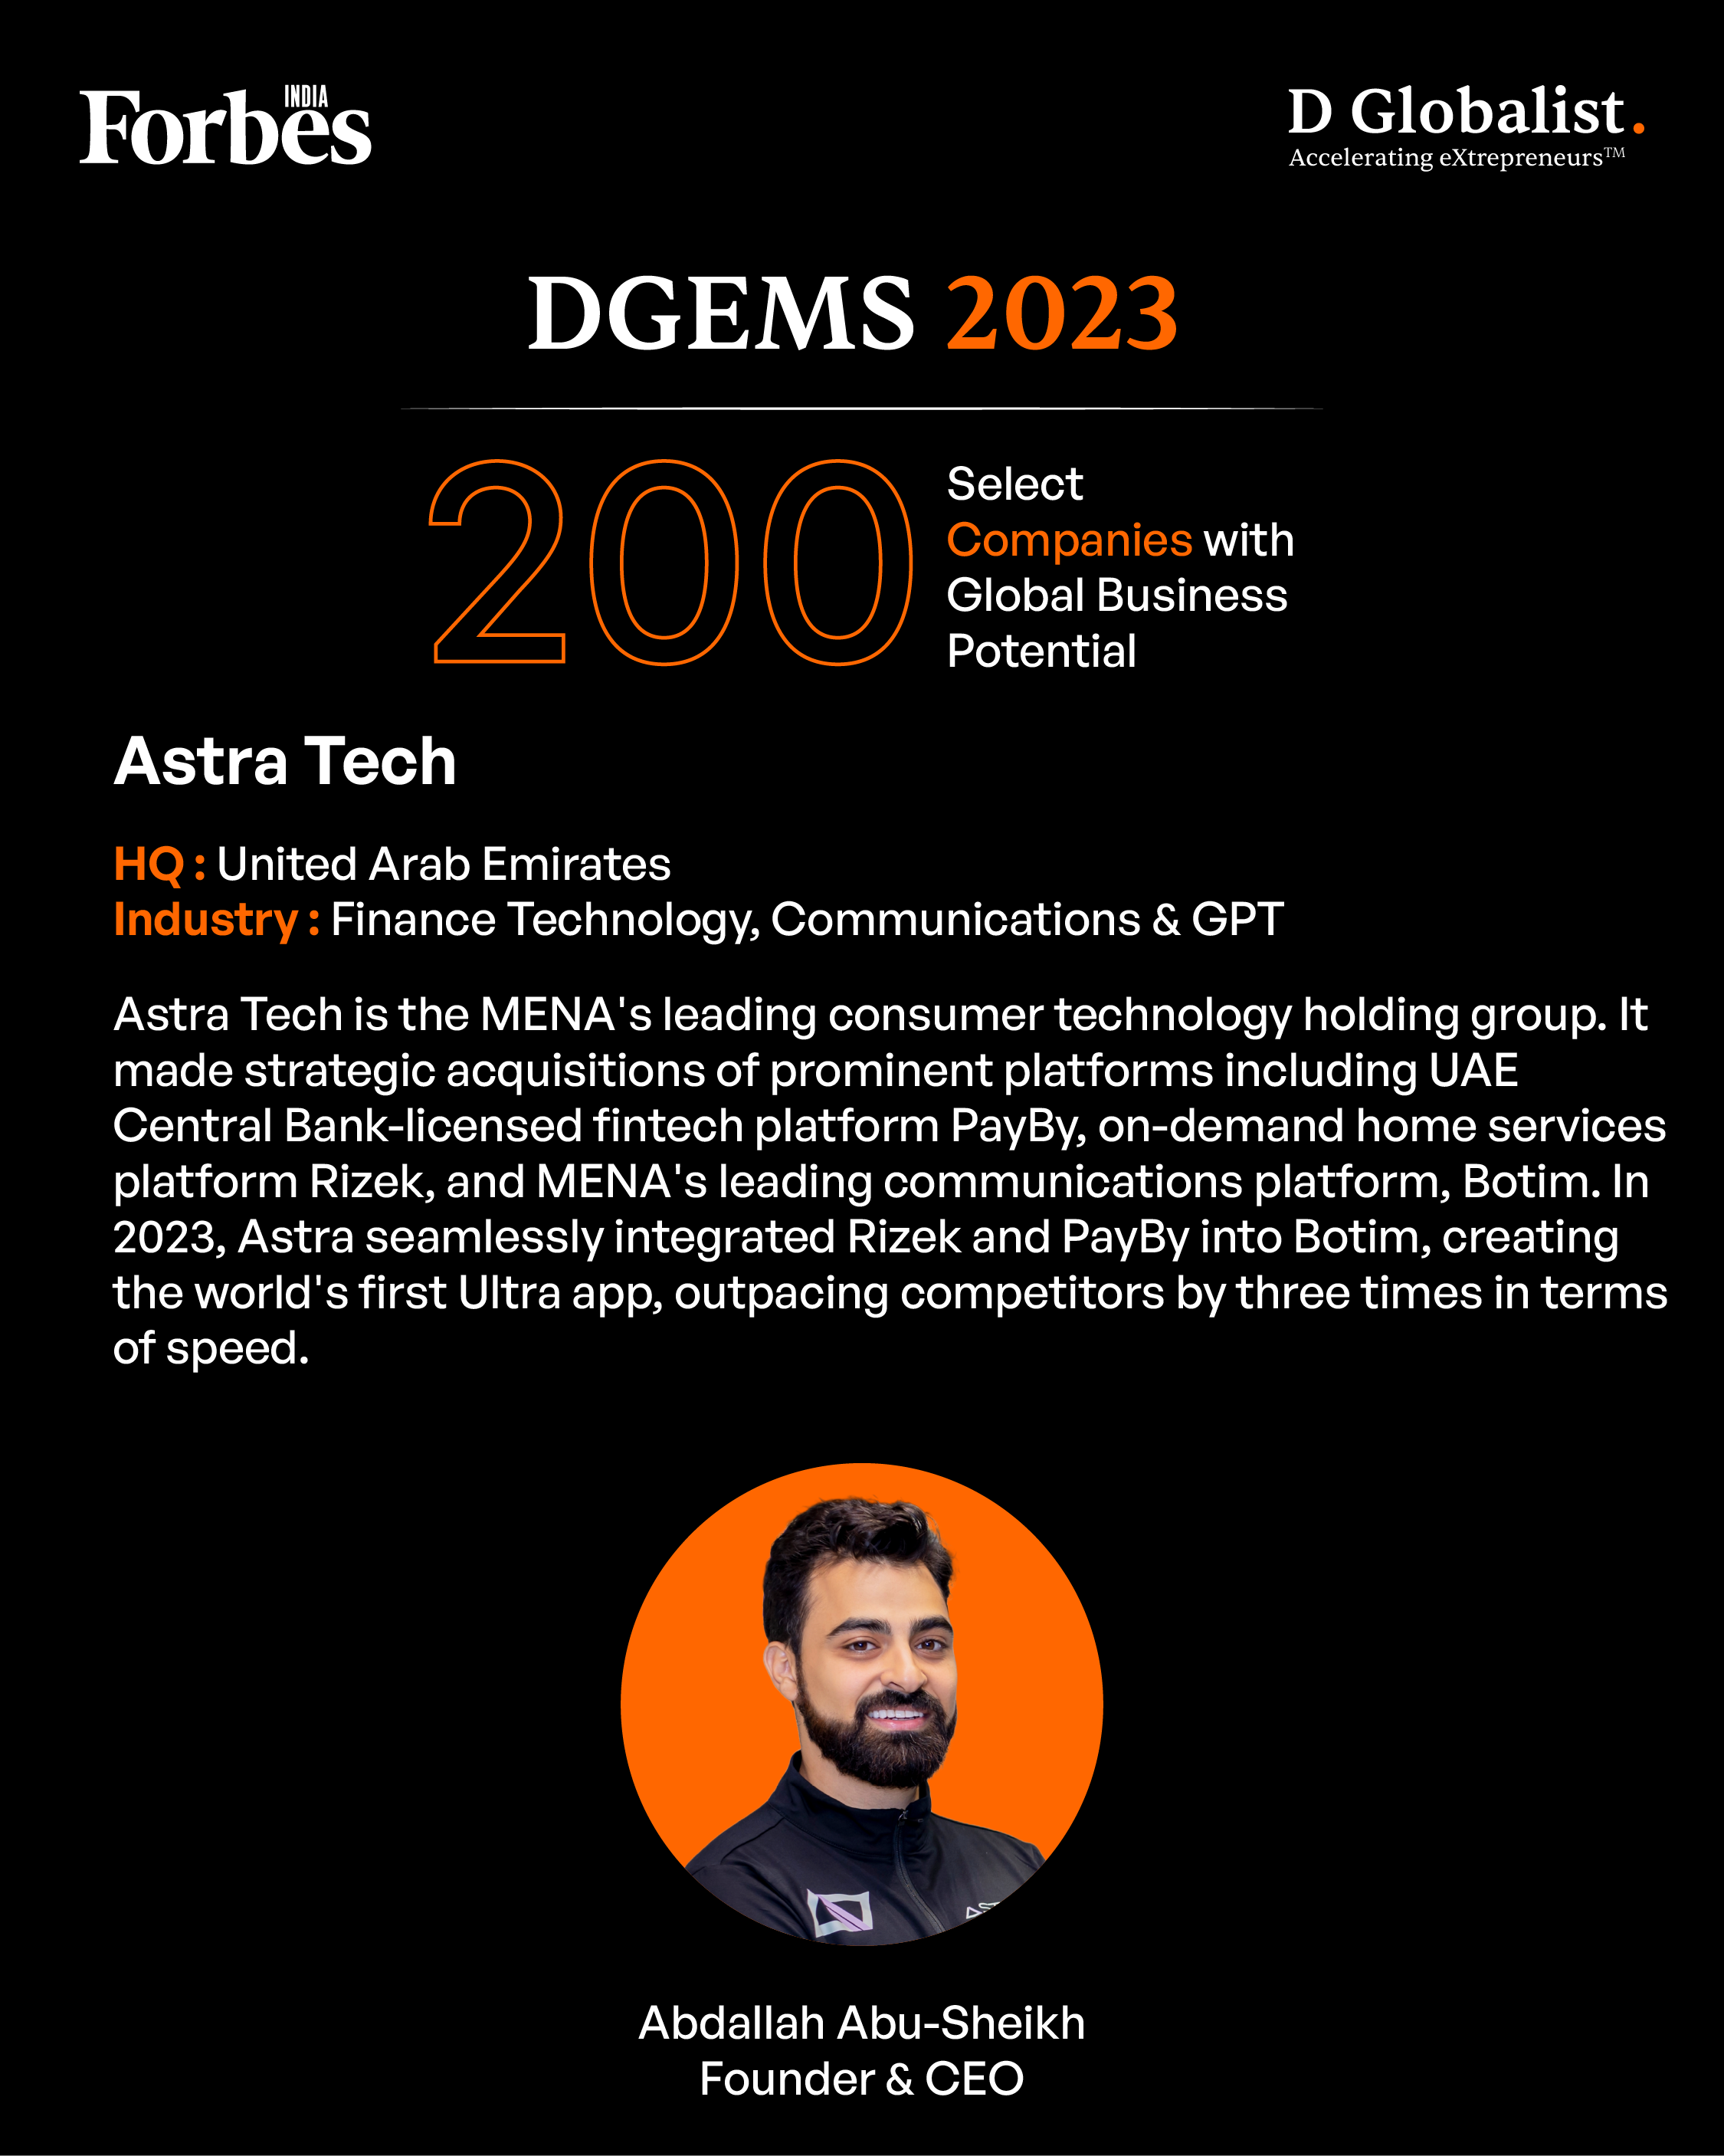 Forbes INDIA
D Globalist.
Accelerating eXtrepreneurs™
DGEMS 2023
200
Select
Companies with
Global Business
Potential
Astra Tech
HQ : United Arab Emirates
Industry : Finance Technology, Communications & GPT
Astra Tech is the MENA's leading consumer technology holding group. It
made strategic acquisitions of prominent platforms including UAE
Central Bank-licensed fintech platform PayBy, on-demand home services
platform Rizek, and MENA's leading communications platform, Botim. In
2023, Astra seamlessly integrated Rizek and PayBy into Botim, creating
the world's first Ultra app, outpacing competitors by three times in terms
of speed.
Abdallah Abu-Sheikh
Founder & CEO